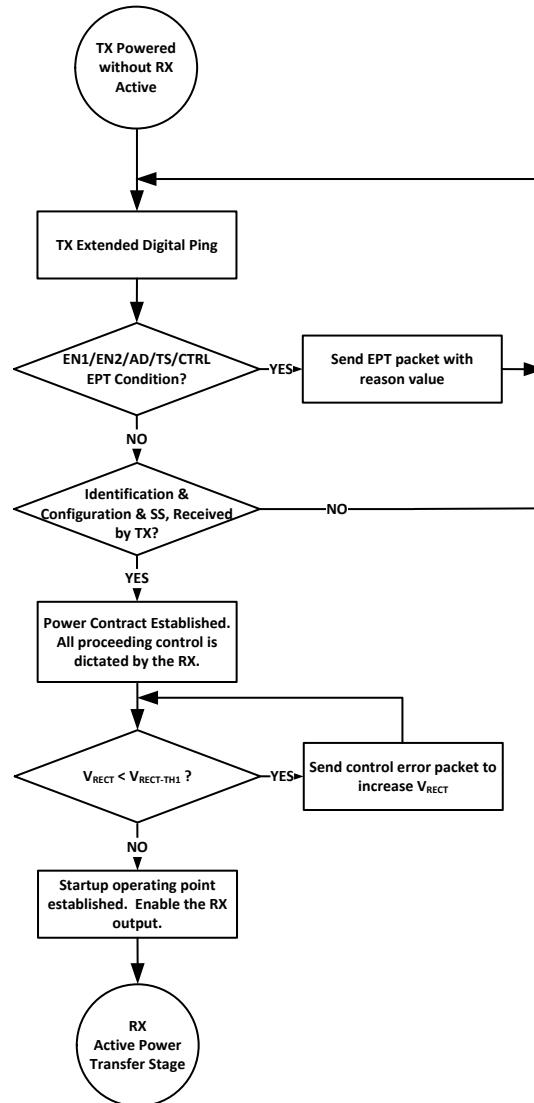 TX Powered
without RX
Active
TX Extended Digital Ping
EN1/EN2/AD/TS/CTRL
EPT Condition?
YES
Send EPT packet with
reason value
NO
Identification &
Configuration & SS, Received
by TX?
NO
YES
Power Contract Established.
All proceeding control is
dictated by the RX.
VRECT < VRECT-TH1 ?
YES
Send control error packet to
increase VRECT
NO
Startup operating point
established. Enable the RX
output.
RX
Active Power
Transfer Stage